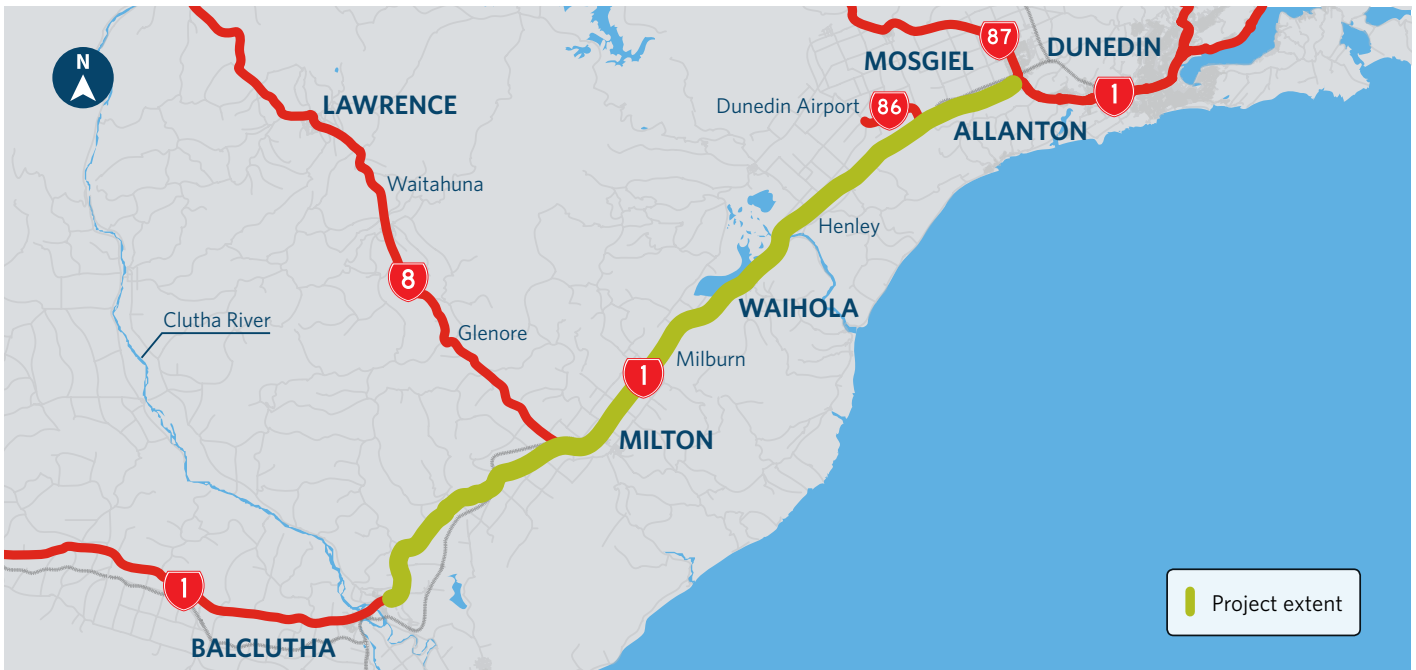 N
87
MOSGIEL
DUNEDIN
Dunedin Airport
86
1
ALLANTON
LAWRENCE
Waitahuna
Henley
8
WAIHOLA
Clutha River
Glenore
Milburn
1
MILTON
1
BALCLUTHA
Project extent